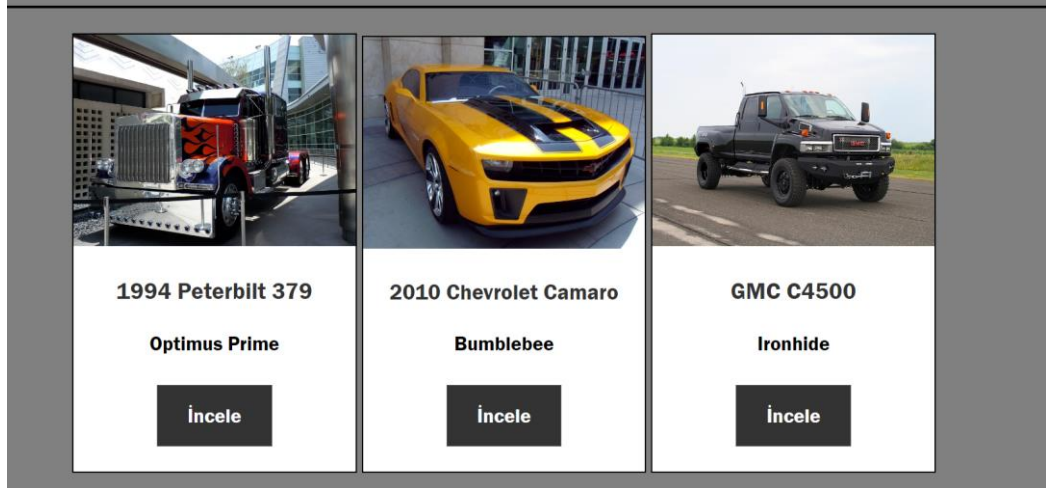 1994 Peterbilt 379
Optimus Prime
İncele
2010 Chevrolet Camaro
Bumblebee
İncele
GMC C4500
Ironhide
İncele